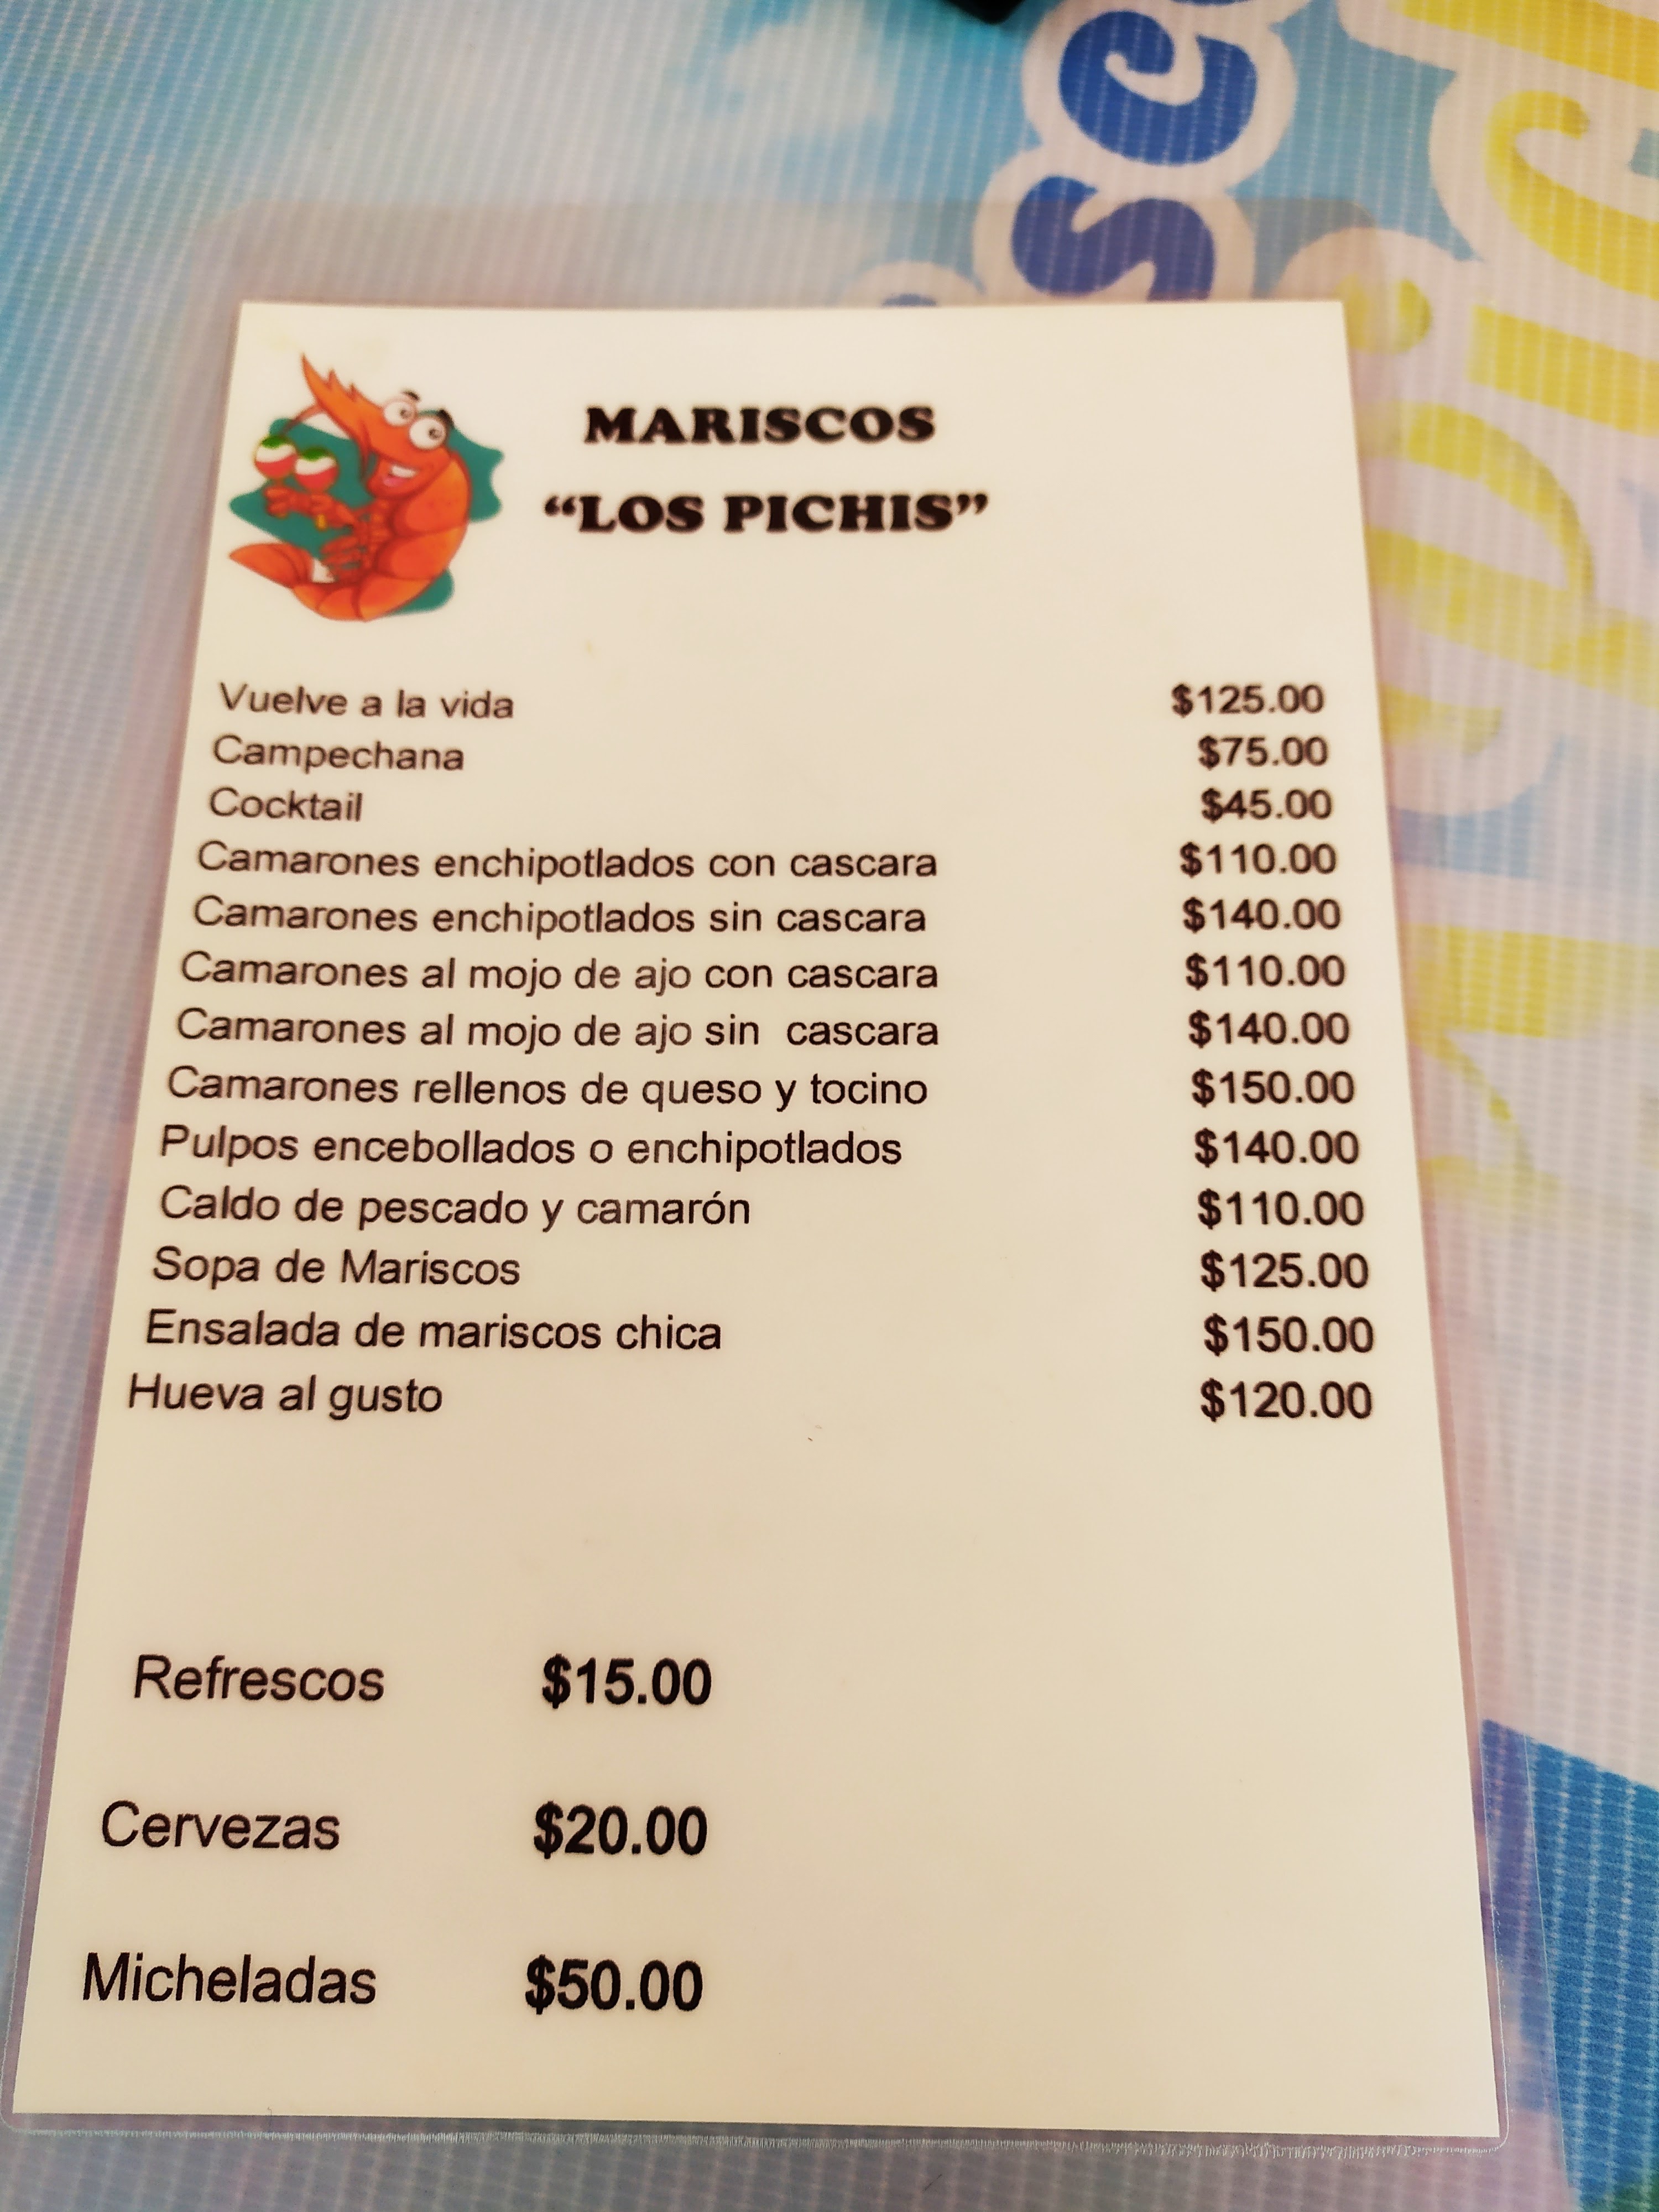 MARISCOS
“LOS PICHIS”
Vuelve a la vida $125.00
Campechana $75.00
Cocktail $45.00
Camarones enchipotlados con cascara $110.00
Camarones enchipotlados sin cascara $140.00
Camarones al mojo de ajo con cascara $110.00
Camarones al mojo de ajo sin cascara $140.00
Camarones rellenos de queso y tocino $150.00
Pulpos encebollados o enchipotlados $140.00
Caldo de pescado y camarón $110.00
Sopa de Mariscos $125.00
Ensalada de mariscos chica $150.00
Hueva al gusto $120.00
Refrescos $15.00
Cervezas $20.00
Micheladas $50.00